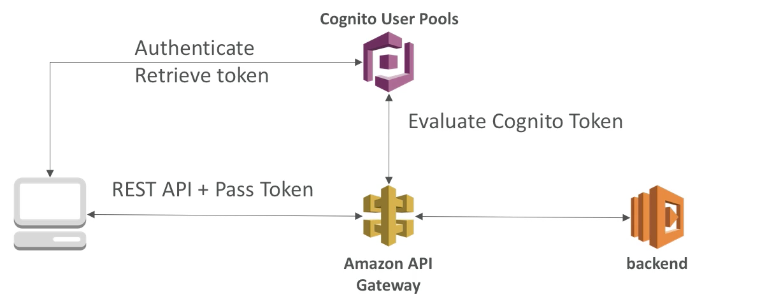 Cognito User Pools
Authenticate
Retrieve token
Evaluate Cognito Token
REST API + Pass Token
Amazon API
Gateway
backend